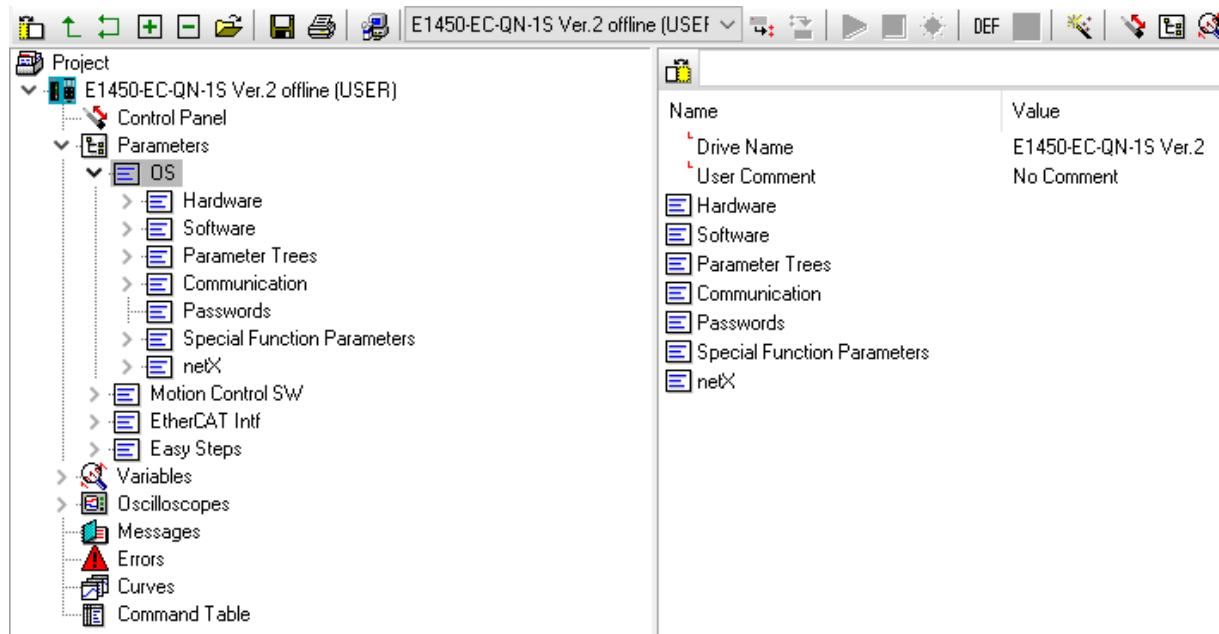 E1450-EC-QN-1S Ver.2 offline (USEF
DEF
Project
E1450-EC-QN-1S Ver.2 offline (USER)
Control Panel
Parameters
OS
Hardware
Software
Parameter Trees
Communication
Passwords
Special Function Parameters
netX
Motion Control SW
EtherCAT Intf
Easy Steps
Variables
Oscilloscopes
Messages
Errors
Curves
Command Table
Name Value
Drive Name E1450-EC-QN-1S Ver.2
User Comment No Comment
Hardware
Software
Parameter Trees
Communication
Passwords
Special Function Parameters
netX